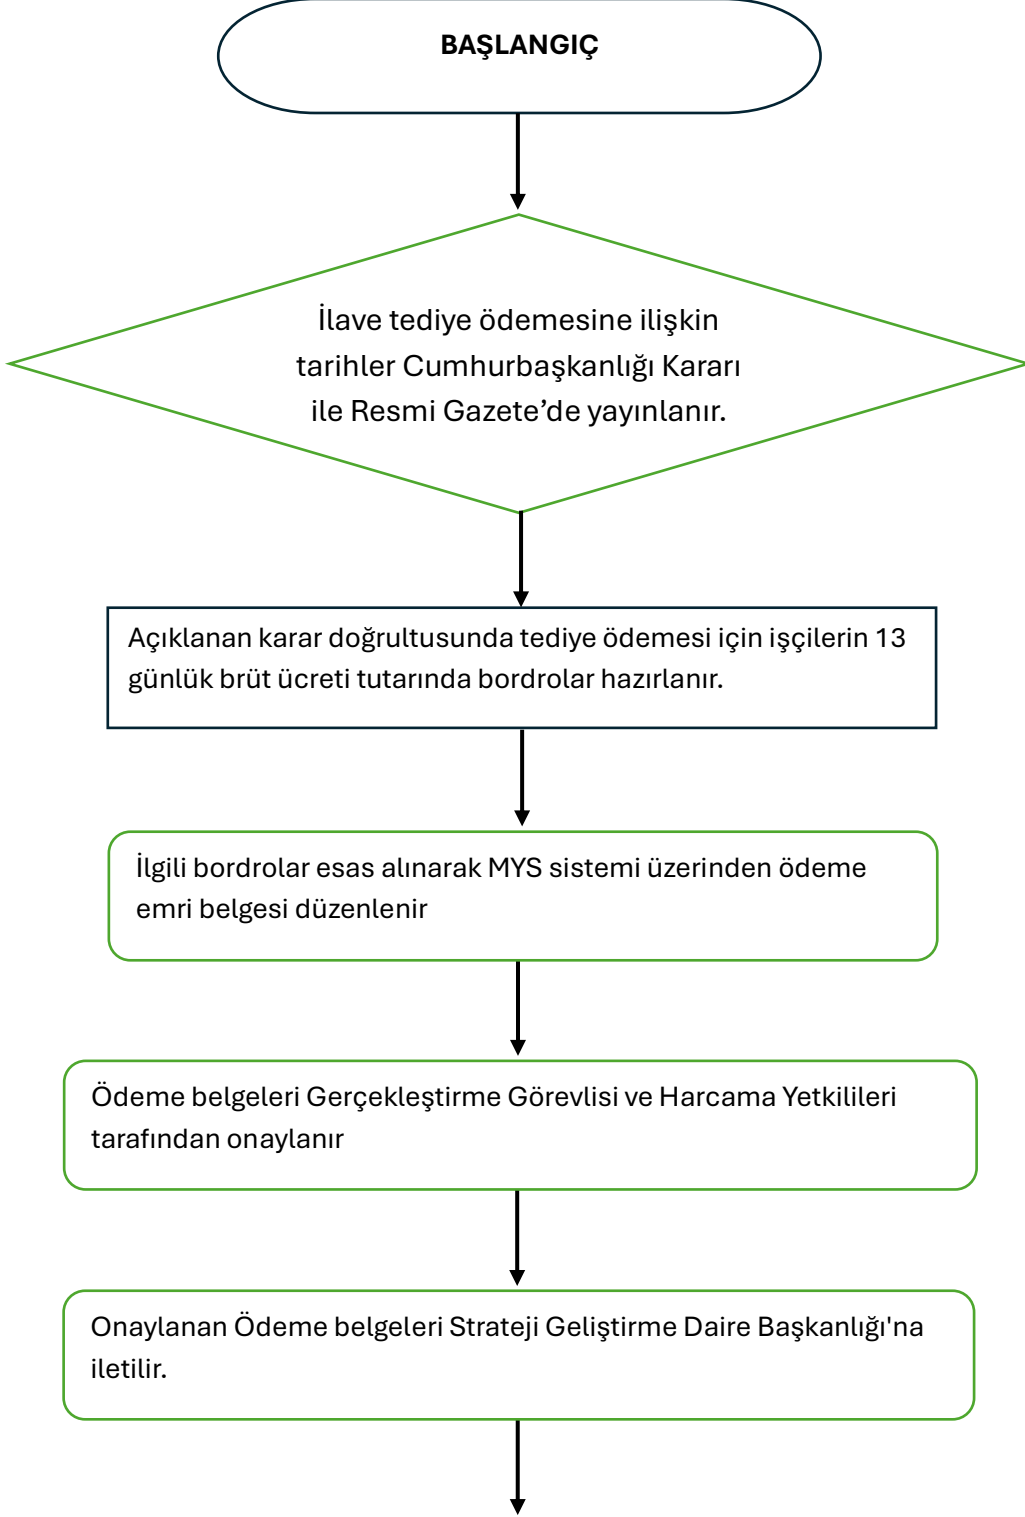 BAŞLANGIÇ
İlave tediye ödemesine ilişkin
tarihler Cumhurbaşkanlığı Kararı
ile Resmi Gazete’de yayınlanır.
Açıklanan karar doğrultusunda tediye ödemesi için işçilerin 13
günlük brüt ücreti tutarında bordrolar hazırlanır.
İlgili bordrolar esas alınarak MYS sistemi üzerinden ödeme
emri belgesi düzenlenir
Ödeme belgeleri Gerçekleştirme Görevlisi ve Harcama Yetkilileri
tarafından onaylanır
Onaylanan Ödeme belgeleri Strateji Geliştirme Daire Başkanlığı'na
iletilir.